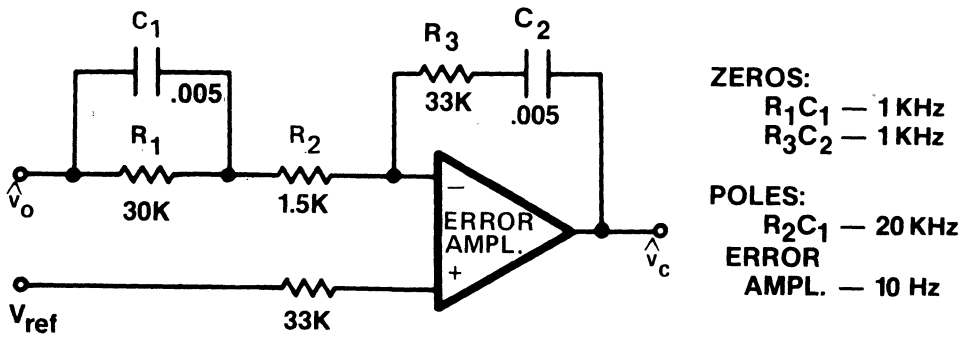 C1
.005
R1
30K
R2
1.5K
R3
33K
C2
.005
v̂o
Vref
33K
ERROR
AMPL.
−
+
v̂c
ZEROS:
R1C1 — 1 KHz
R3C2 — 1 KHz
POLES:
R2C1 — 20 KHz
ERROR
AMPL. — 10 Hz